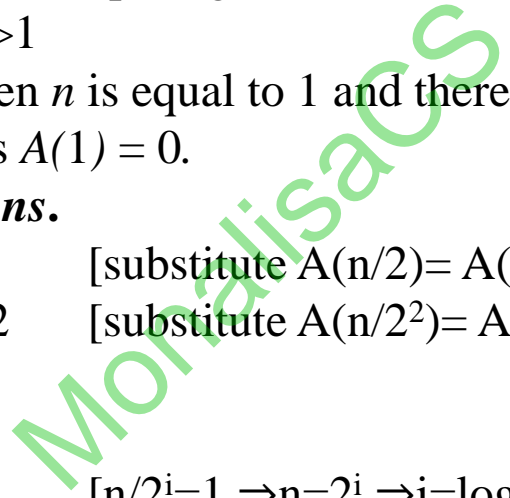 >1
en n is equal to 1 and there
s A(1) = 0.
ns.
[substitute A(n/2)= A(
2 [substitute A(n/2²)= A
[n/2ⁱ=1 ⇒n=2ⁱ ⇒i=log
MonalisaCS